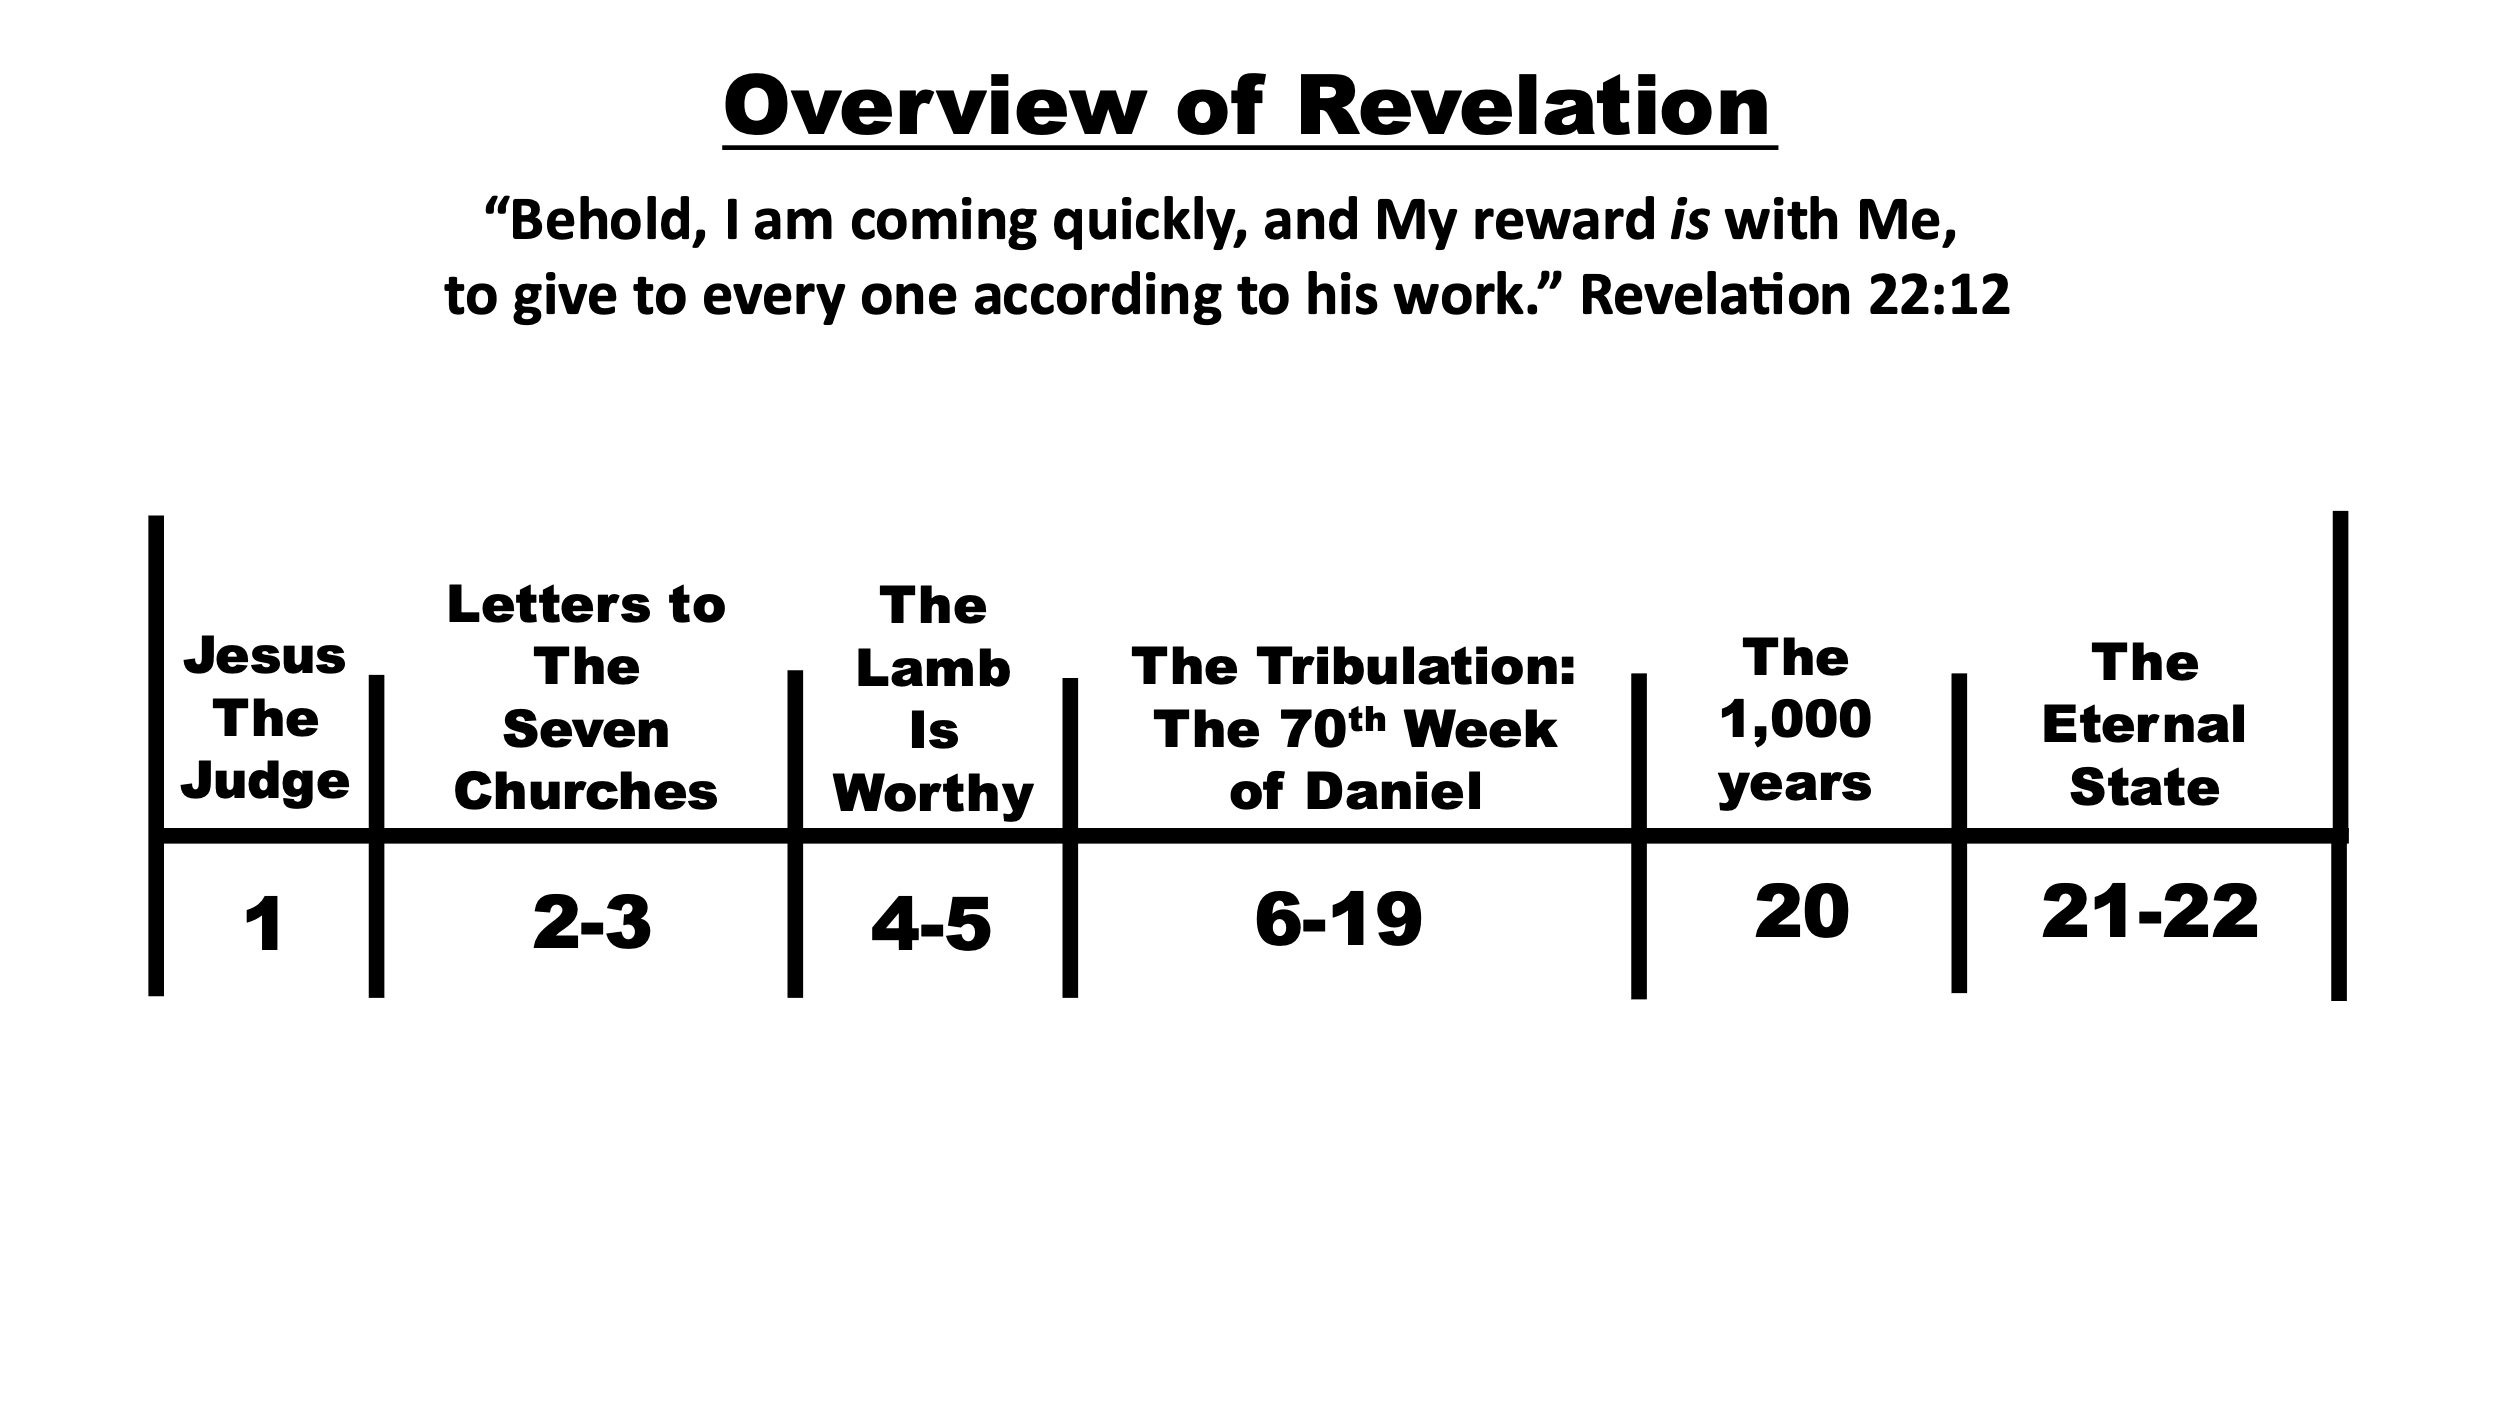 Overview of Revelation
“Behold, I am coming quickly, and My reward is with Me,
to give to every one according to his work.” Revelation 22:12
Jesus
The
Judge
Letters to
The
Seven
Churches
The
Lamb
Is
Worthy
The Tribulation:
The 70th Week
of Daniel
The
1,000
years
The
Eternal
State
1
2-3
4-5
6-19
20
21-22